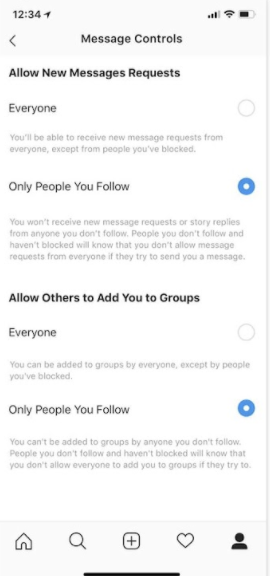 12:34
Message Controls
Allow New Messages Requests
Everyone
You'll be able to receive new message requests from
everyone, except from people you've blocked.
Only People You Follow
You won't receive new message requests or story replies
from anyone you don't follow. People you don't follow and
haven't blocked will know that you don't allow message
requests from everyone if they try to send you a message.
Allow Others to Add You to Groups
Everyone
You can be added to groups by everyone, except by people
you've blocked.
Only People You Follow
You can't be added to groups by anyone you don't follow.
People you don't follow and haven't blocked will know that
you don't allow everyone to add you to groups if they try to.